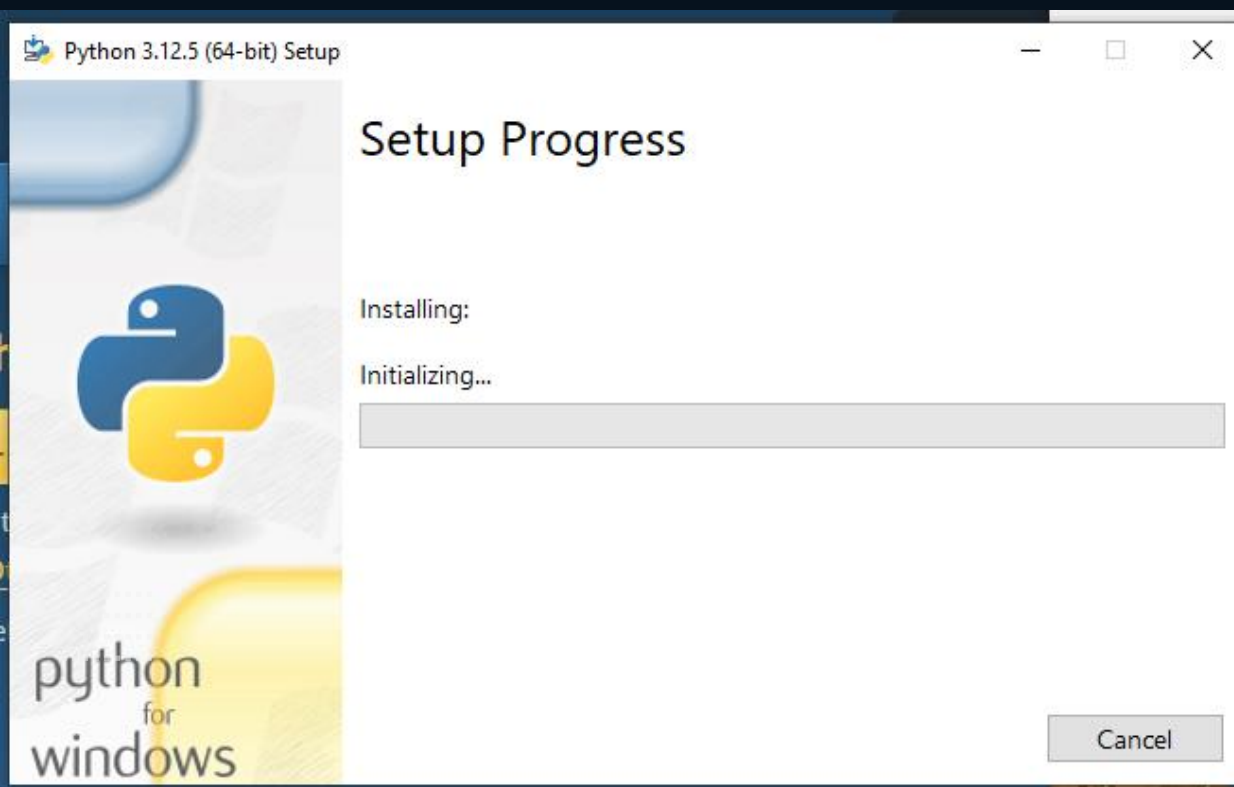 Python 3.12.5 (64-bit) Setup
Setup Progress
Installing:
Initializing...
python
for
windows
Cancel